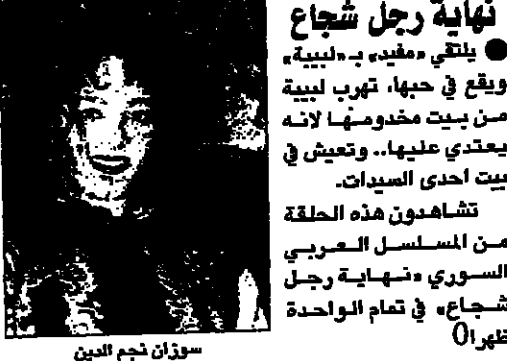 نهاية رجل شجاع
● يلتقي «مفيد» بـ «لبيبة»
ويقع في حبها، تهرب لبيبة
من بيت مخدومها لانه
يعتدي عليها.. وتعيش في
بيت احدى السيدات.
تشاهدون هذه الحلقة
من المسلسل العربي
السوري «نهاية رجل
شجاع» في تمام الواحدة
ظهرا()
سوزان نجم الدين